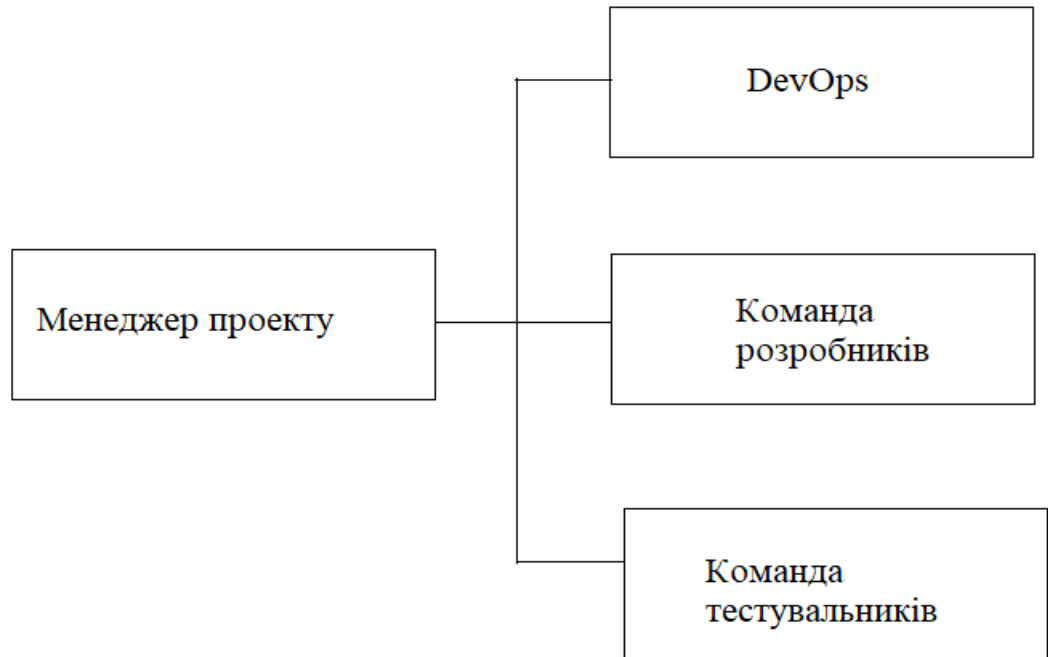 DevOps
Менеджер проекту
Команда
розробників
Команда
тестувальників